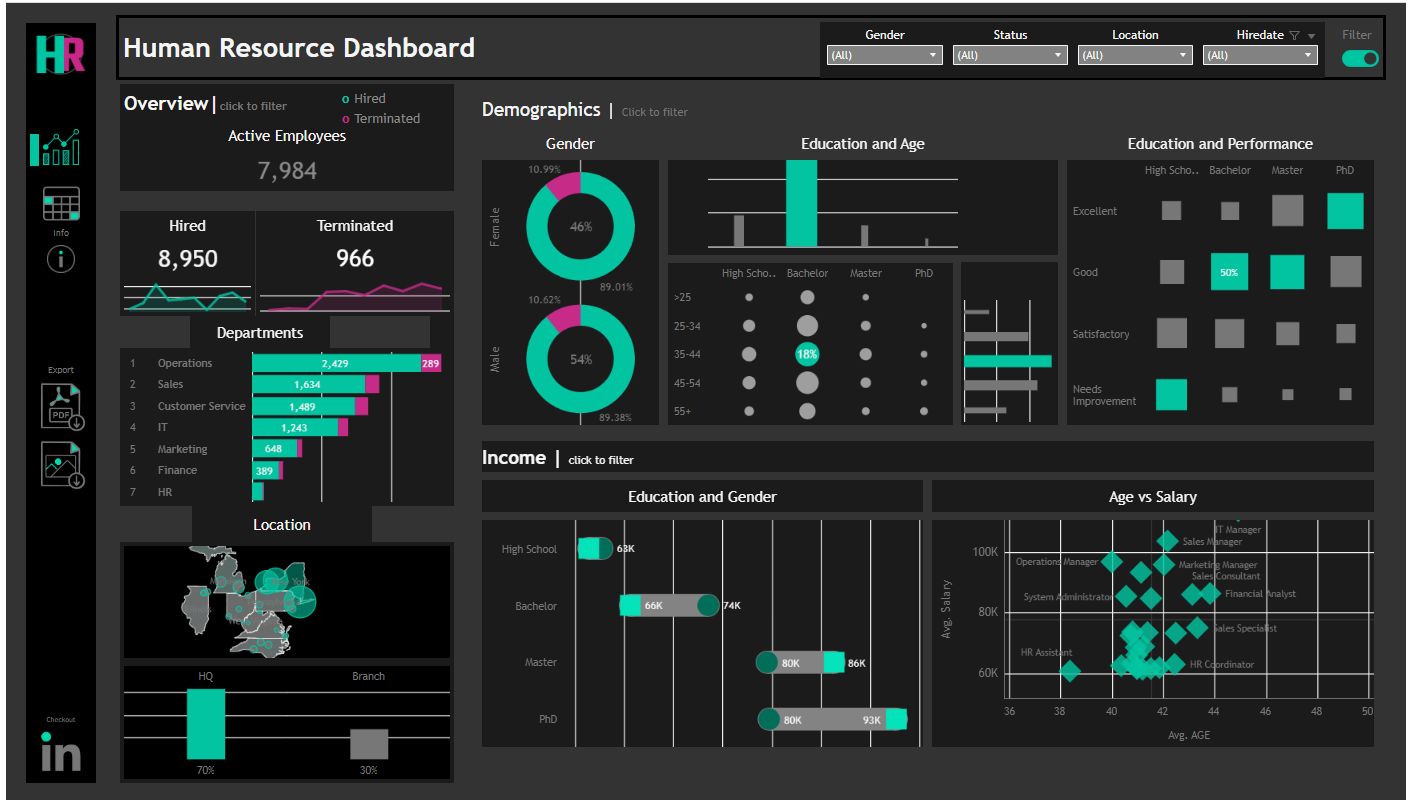 HR
Human Resource Dashboard
Gender
Status
Location
Hiredate
Filter
(All)
(All)
(All)
(All)
Overview | click to filter
o Hired
o Terminated
Active Employees
7,984
Hired
8,950
Terminated
966
Departments
1 Operations 2,429 289
2 Sales 1,634
3 Customer Service 1,489
4 IT 1,243
5 Marketing 648
6 Finance 389
7 HR
Location
HQ
Branch
70%
30%
Info
Export
PDF
Checkout
in
Demographics | Click to filter
Gender
Female
10.99%
46%
89.01%
Male
10.62%
54%
89.38%
Education and Age
High Scho.. Bachelor Master PhD
>25
25-34
35-44 18%
45-54
55+
Education and Performance
High Scho.. Bachelor Master PhD
Excellent
Good 50%
Satisfactory
Needs
Improvement
Income | click to filter
Education and Gender
High School 63K
Bachelor 66K 74K
Master 80K 86K
PhD 80K 93K
Age vs Salary
Avg. Salary
100K
80K
60K
IT Manager
Sales Manager
Operations Manager
Marketing Manager
Sales Consultant
System Administrator
Financial Analyst
Sales Specialist
HR Assistant
HR Coordinator
36 38 40 42 44 46 48 50
Avg. AGE